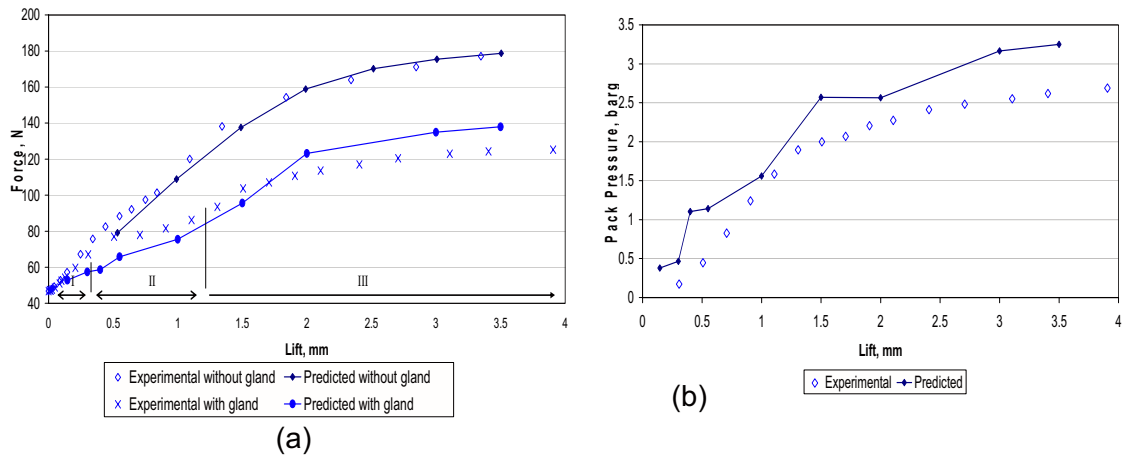 200
180
160
140
120
100
80
60
40
Force, N
I
II
III
0 0.5 1 1.5 2 2.5 3 3.5 4
Lift, mm
Experimental without gland Predicted without gland
Experimental with gland Predicted with gland
(a)
3.5
3
2.5
2
1.5
1
0.5
0
Pack Pressure, barg
0 0.5 1 1.5 2 2.5 3 3.5 4
Lift, mm
Experimental Predicted
(b)